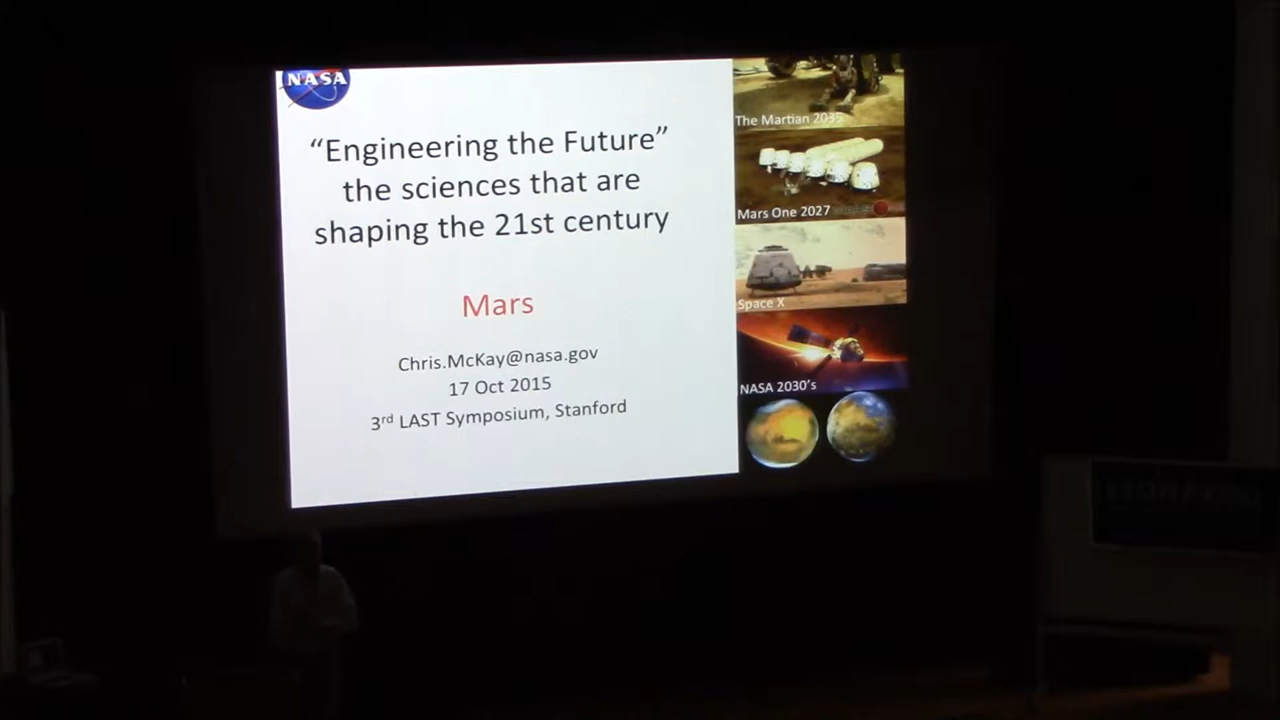 NASA
“Engineering the Future”
the sciences that are
shaping the 21st century
Mars
Chris.McKay@nasa.gov
17 Oct 2015
3rd LAST Symposium, Stanford
The Martian 2035
Mars One 2027
Space X
NASA 2030's